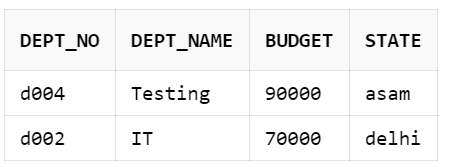 DEPT_NO DEPT_NAME BUDGET STATE
d004 Testing 90000 asam
d002 IT 70000 delhi